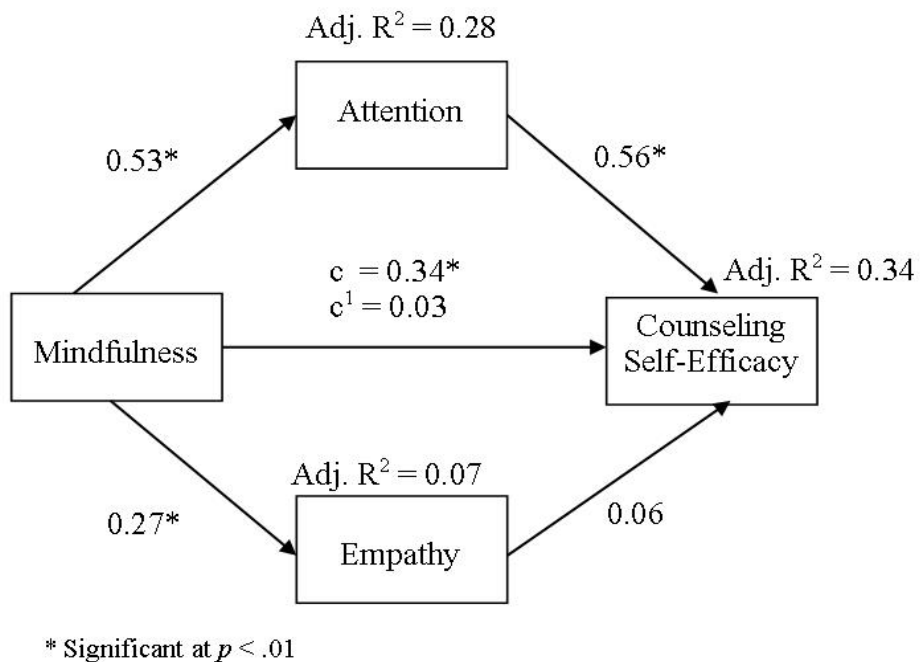 Adj. R² = 0.28
Attention
0.53*
0.56*
c = 0.34*
c¹ = 0.03
Adj. R² = 0.34
Mindfulness
Counseling
Self-Efficacy
Adj. R² = 0.07
0.27*
0.06
Empathy
* Significant at p < .01